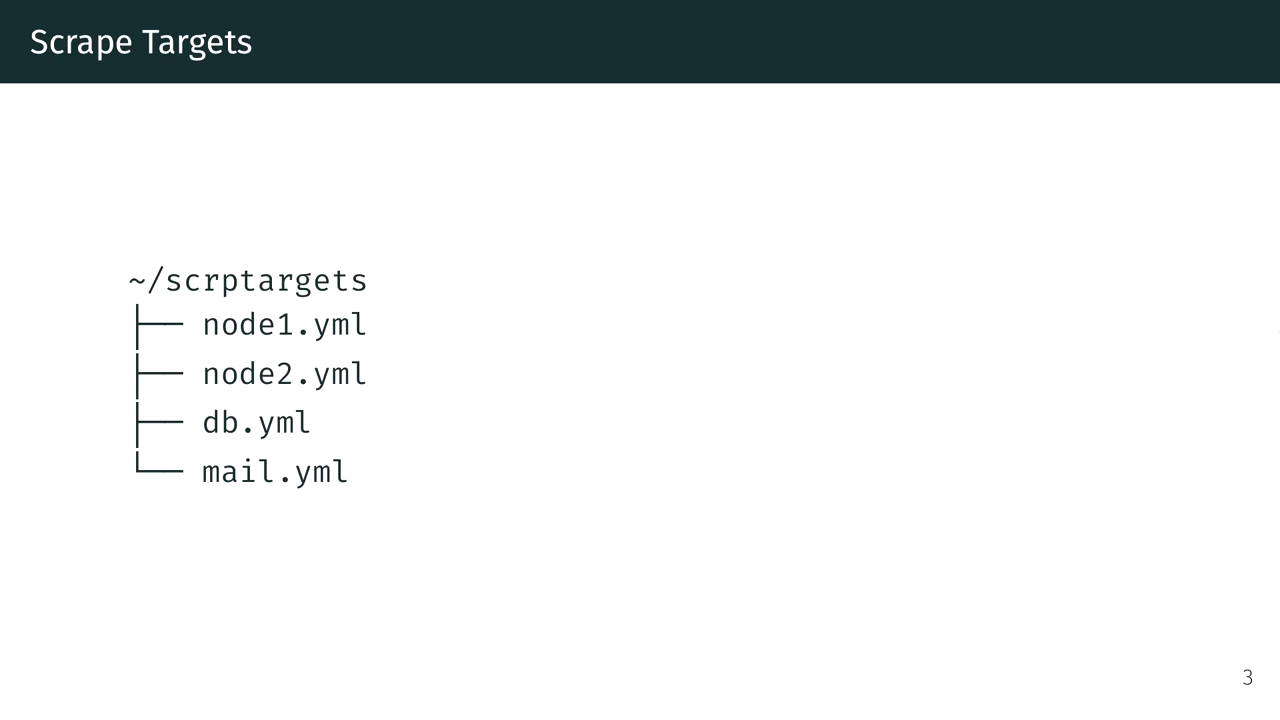 Scrape Targets
~/scrptargets
├── node1.yml
├── node2.yml
├── db.yml
└── mail.yml
3